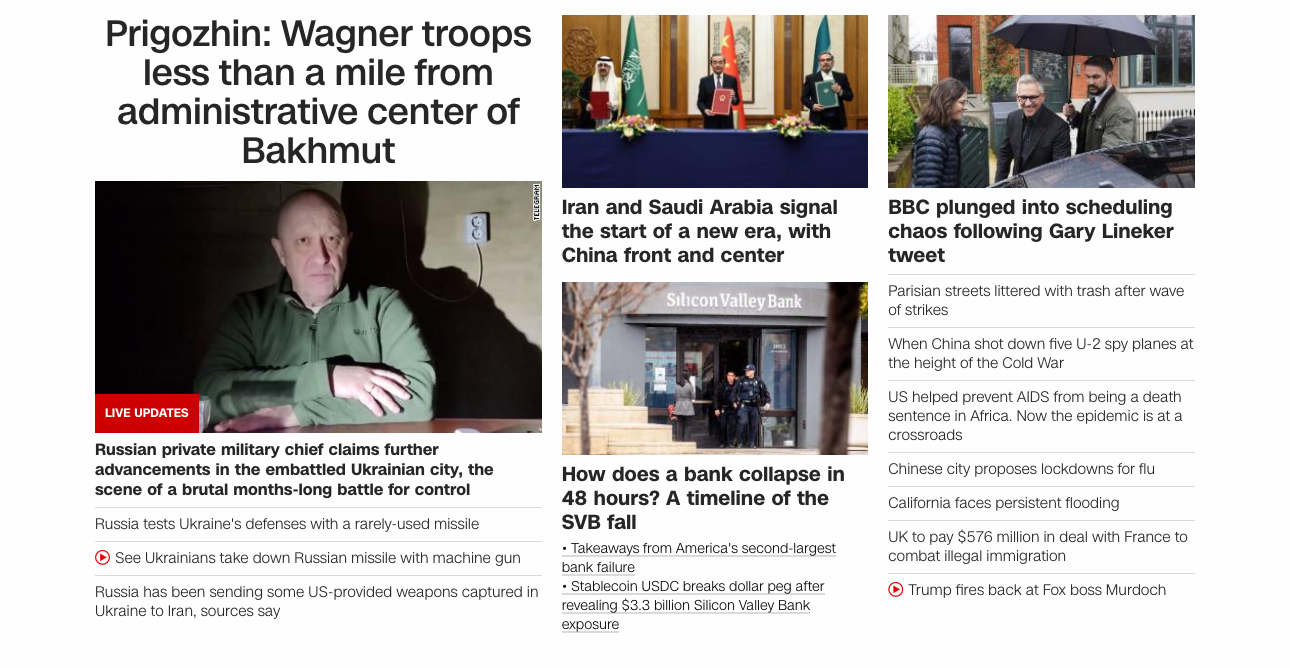 Prigozhin: Wagner troops
less than a mile from
administrative center of
Bakhmut
TELEGRAM
LIVE UPDATES
Russian private military chief claims further
advancements in the embattled Ukrainian city, the
scene of a brutal months-long battle for control
Russia tests Ukraine's defenses with a rarely-used missile
See Ukrainians take down Russian missile with machine gun
Russia has been sending some US-provided weapons captured in
Ukraine to Iran, sources say
Iran and Saudi Arabia signal
the start of a new era, with
China front and center
Silicon Valley Bank
How does a bank collapse in
48 hours? A timeline of the
SVB fall
• Takeaways from America's second-largest
bank failure
• Stablecoin USDC breaks dollar peg after
revealing $3.3 billion Silicon Valley Bank
exposure
BBC plunged into scheduling
chaos following Gary Lineker
tweet
Parisian streets littered with trash after wave
of strikes
When China shot down five U-2 spy planes at
the height of the Cold War
US helped prevent AIDS from being a death
sentence in Africa. Now the epidemic is at a
crossroads
Chinese city proposes lockdowns for flu
California faces persistent flooding
UK to pay $576 million in deal with France to
combat illegal immigration
Trump fires back at Fox boss Murdoch